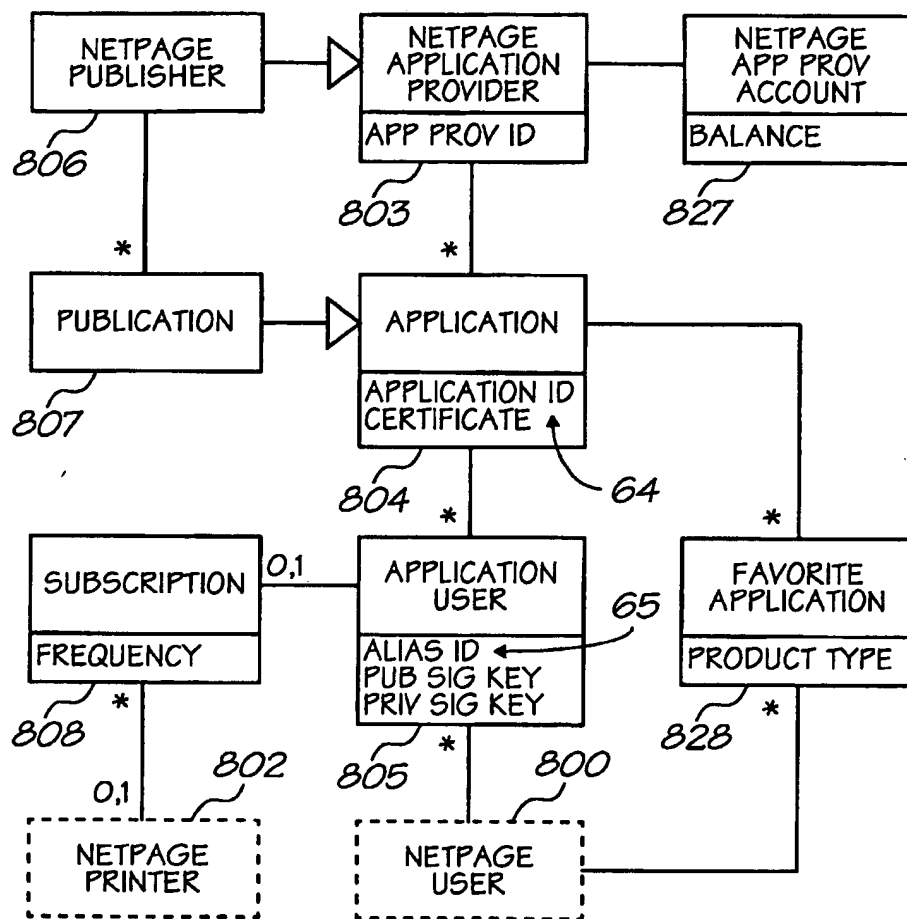 NETPAGE
PUBLISHER
806
NETPAGE
APPLICATION
PROVIDER
APP PROV ID
803
NETPAGE
APP PROV
ACCOUNT
BALANCE
827
*
*
PUBLICATION
807
APPLICATION
APPLICATION ID
CERTIFICATE
804
64
*
*
SUBSCRIPTION
FREQUENCY
808
0,1
APPLICATION
USER
ALIAS ID
PUB SIG KEY
PRIV SIG KEY
805
65
FAVORITE
APPLICATION
PRODUCT TYPE
828
*
*
*
0,1
802
NETPAGE
PRINTER
800
NETPAGE
USER